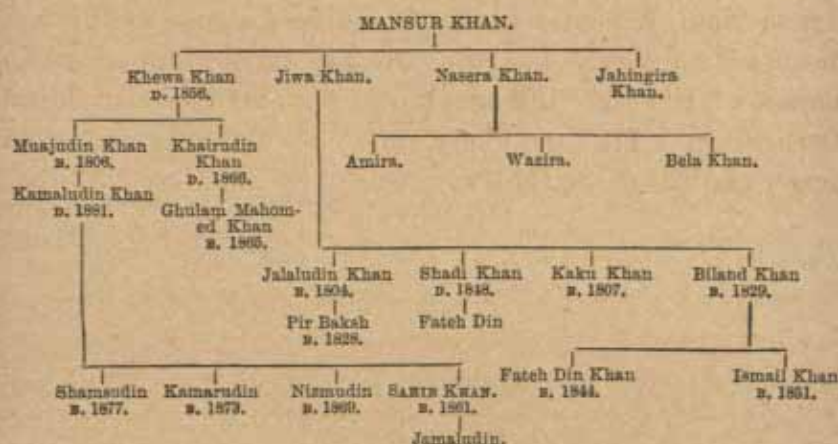 MANSUR KHAN.
Khewa Khan Jiwa Khan. Nasera Khan. Jahingira
D. 1856. Khan.
Muajudin Khan Khairudin Amira. Wazira. Bela Khan.
B. 1806. Khan
D. 1866.
Kamaludin Khan
D. 1881. Ghulam Mahom-
ed Khan
B. 1865.
Jalaludin Khan Shadi Khan Kaku Khan Biland Khan
B. 1804. D. 1848. B. 1807. B. 1829.
Pir Baksh Fateh Din
B. 1828.
Shamsudin Kamarudin Nizmudin SAHIB KHAN. Fateh Din Khan Ismail Khan
B. 1877. B. 1873. B. 1869. B. 1861. B. 1844. B. 1851.
Jamaludin.